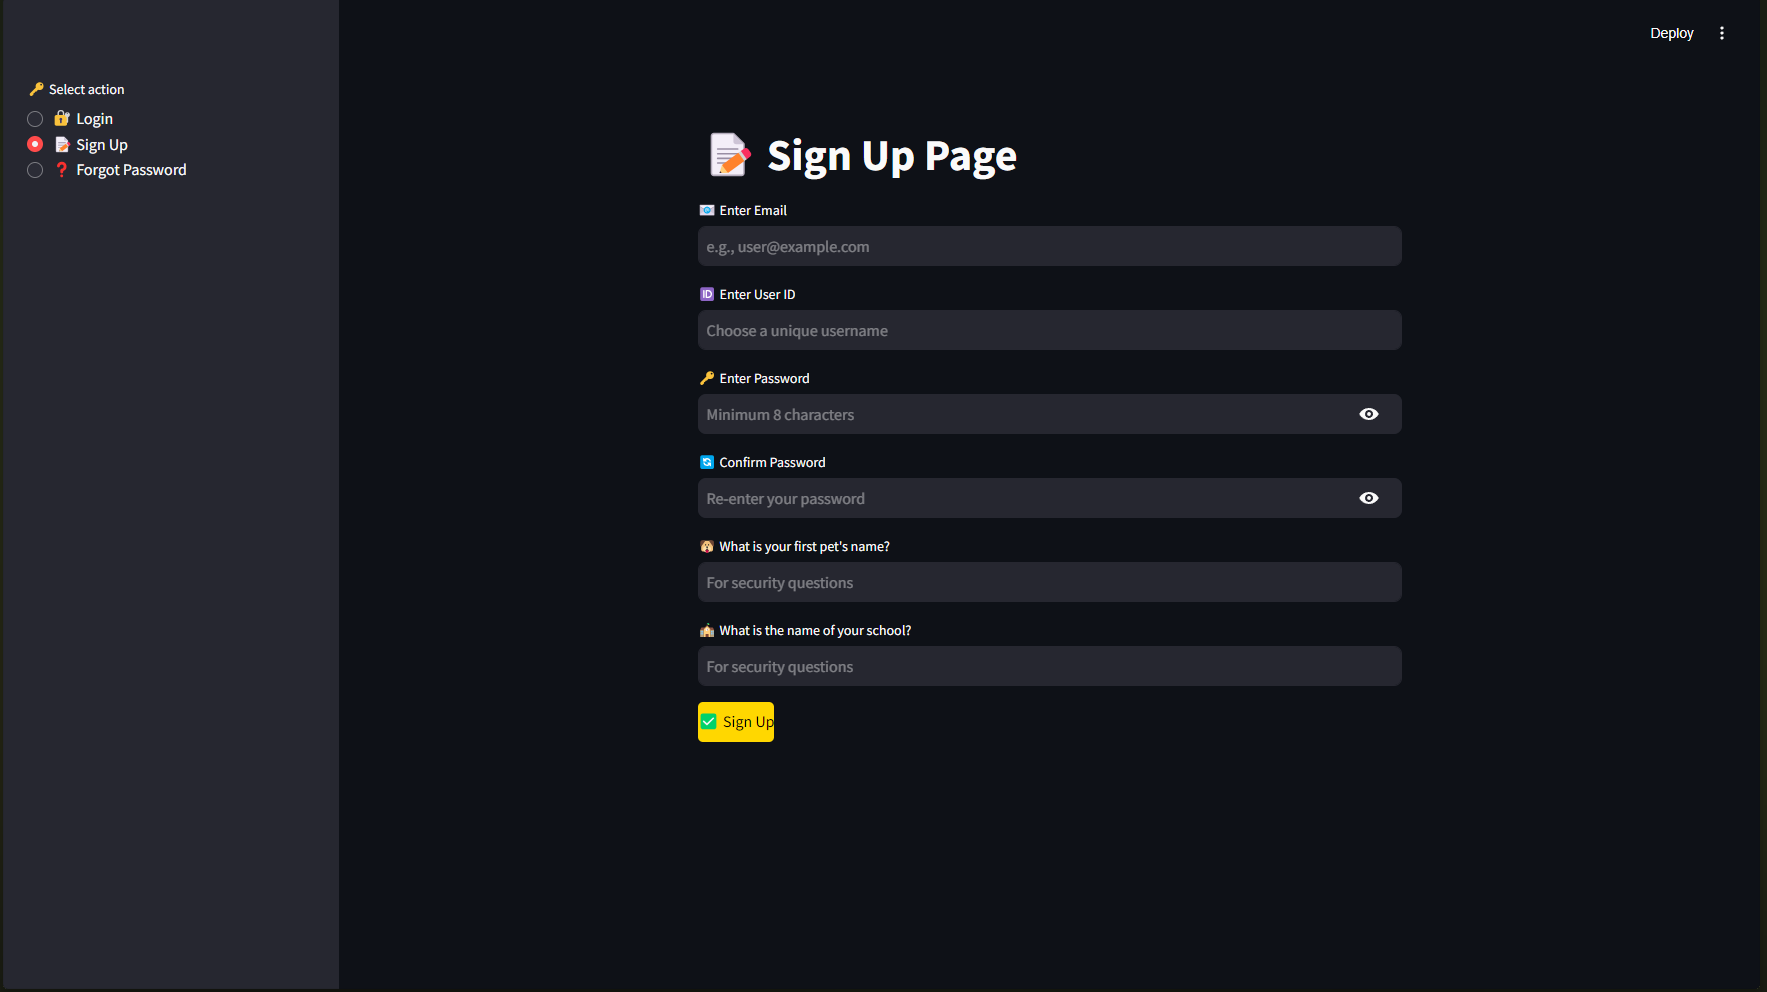 Deploy
Select action
Login
Sign Up
Forgot Password
Sign Up Page
Enter Email
e.g., user@example.com
Enter User ID
Choose a unique username
Enter Password
Minimum 8 characters
Confirm Password
Re-enter your password
What is your first pet's name?
For security questions
What is the name of your school?
For security questions
Sign Up